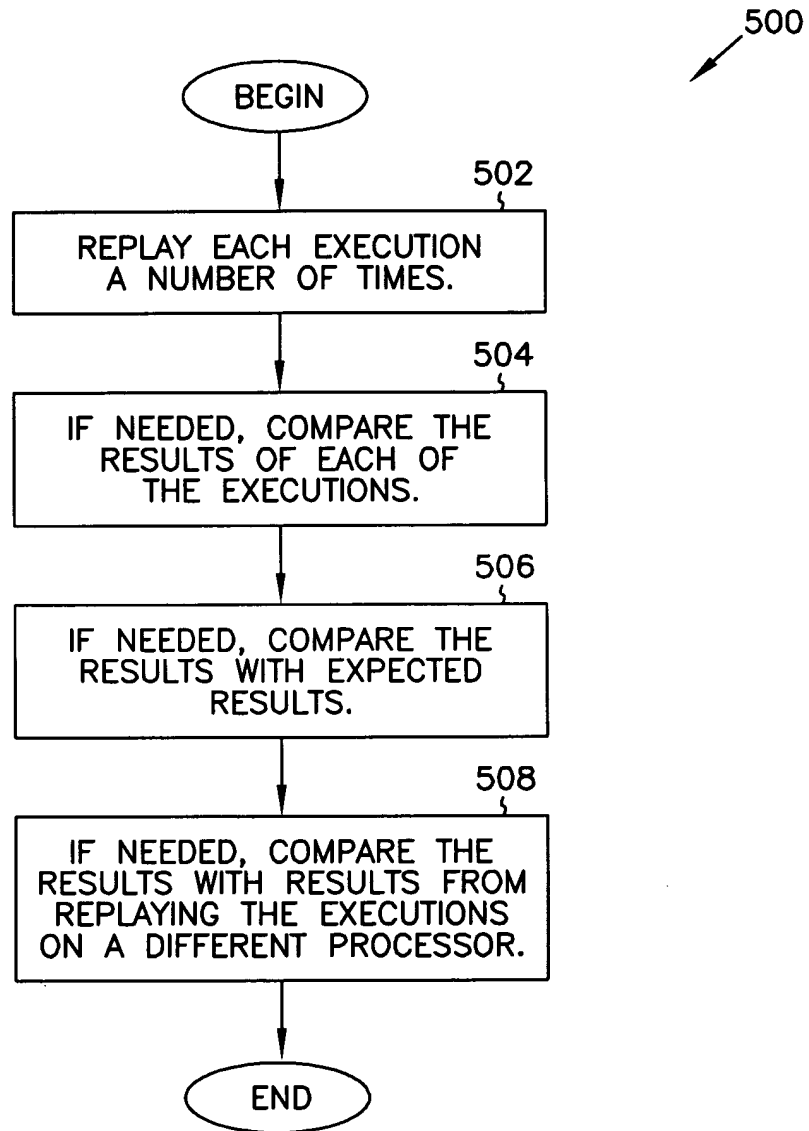 500
BEGIN
502
REPLAY EACH EXECUTION
A NUMBER OF TIMES.
504
IF NEEDED, COMPARE THE
RESULTS OF EACH OF
THE EXECUTIONS.
506
IF NEEDED, COMPARE THE
RESULTS WITH EXPECTED
RESULTS.
508
IF NEEDED, COMPARE THE
RESULTS WITH RESULTS FROM
REPLAYING THE EXECUTIONS
ON A DIFFERENT PROCESSOR.
END